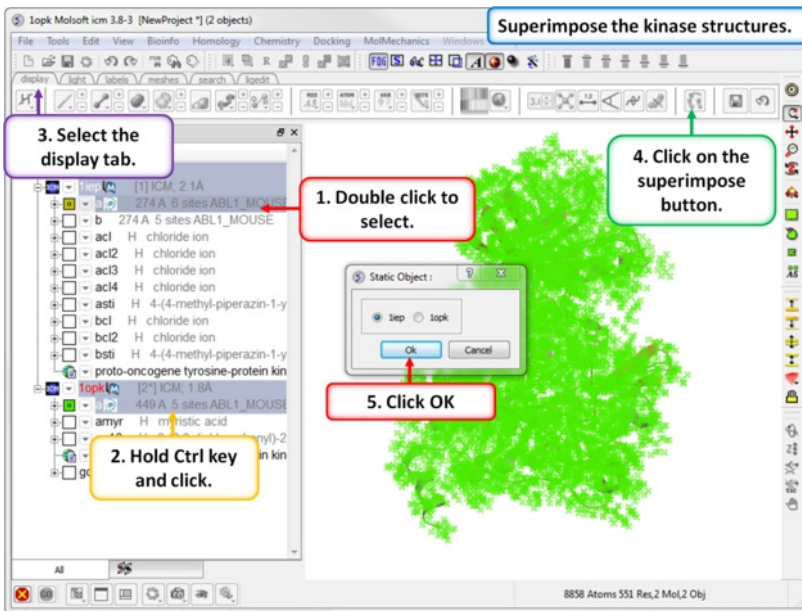 1opk Molsoft icm 3.8-3 [NewProject *] (2 objects)
Superimpose the kinase structures.
File Tools Edit View Bioinfo Homology Chemistry Docking MolMechanics Windows
FOG S A
display light labels meshes search ligedit
3. Select the
display tab.
4. Click on the
superimpose
button.
1. Double click to
select.
1iep [1] ICM; 2.1Å
a 274 A 6 sites ABL1_MOUSE
b 274 A 5 sites ABL1_MOUSE
acl H chloride ion
acl2 H chloride ion
acl3 H chloride ion
acl4 H chloride ion
asti H 4-(4-methyl-piperazin-1-y
bcl H chloride ion
bcl2 H chloride ion
bsti H 4-(4-methyl-piperazin-1-y
proto-oncogene tyrosine-protein kin
1opk [2*] ICM; 1.8Å
449 A 5 sites ABL1_MOUSE
amyr H myristic acid
Static Object :
1iep 1opk
Ok Cancel
5. Click OK
2. Hold Ctrl key
and click.
All
8858 Atoms 551 Res,2 Mol,2 Obj